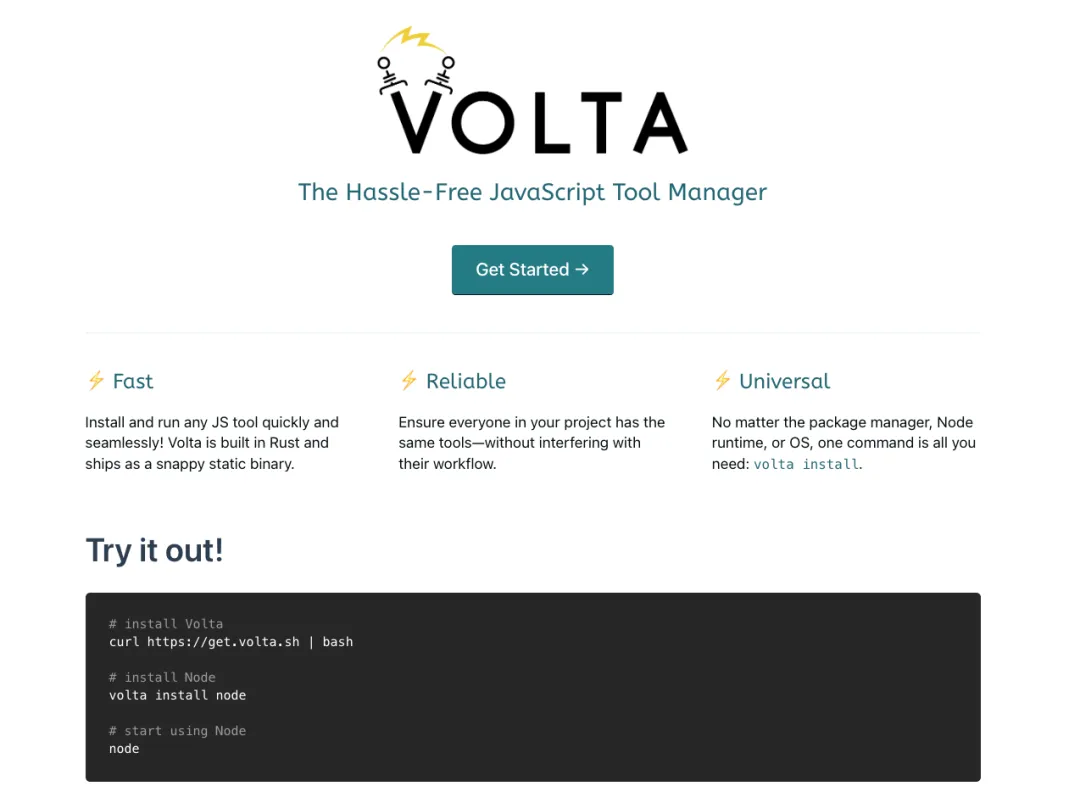 VOLTA
The Hassle-Free JavaScript Tool Manager
Get Started →
⚡ Fast
Install and run any JS tool quickly and
seamlessly! Volta is built in Rust and
ships as a snappy static binary.
⚡ Reliable
Ensure everyone in your project has the
same tools—without interfering with
their workflow.
⚡ Universal
No matter the package manager, Node
runtime, or OS, one command is all you
need: volta install.
Try it out!
# install Volta
curl https://get.volta.sh | bash
# install Node
volta install node
# start using Node
node